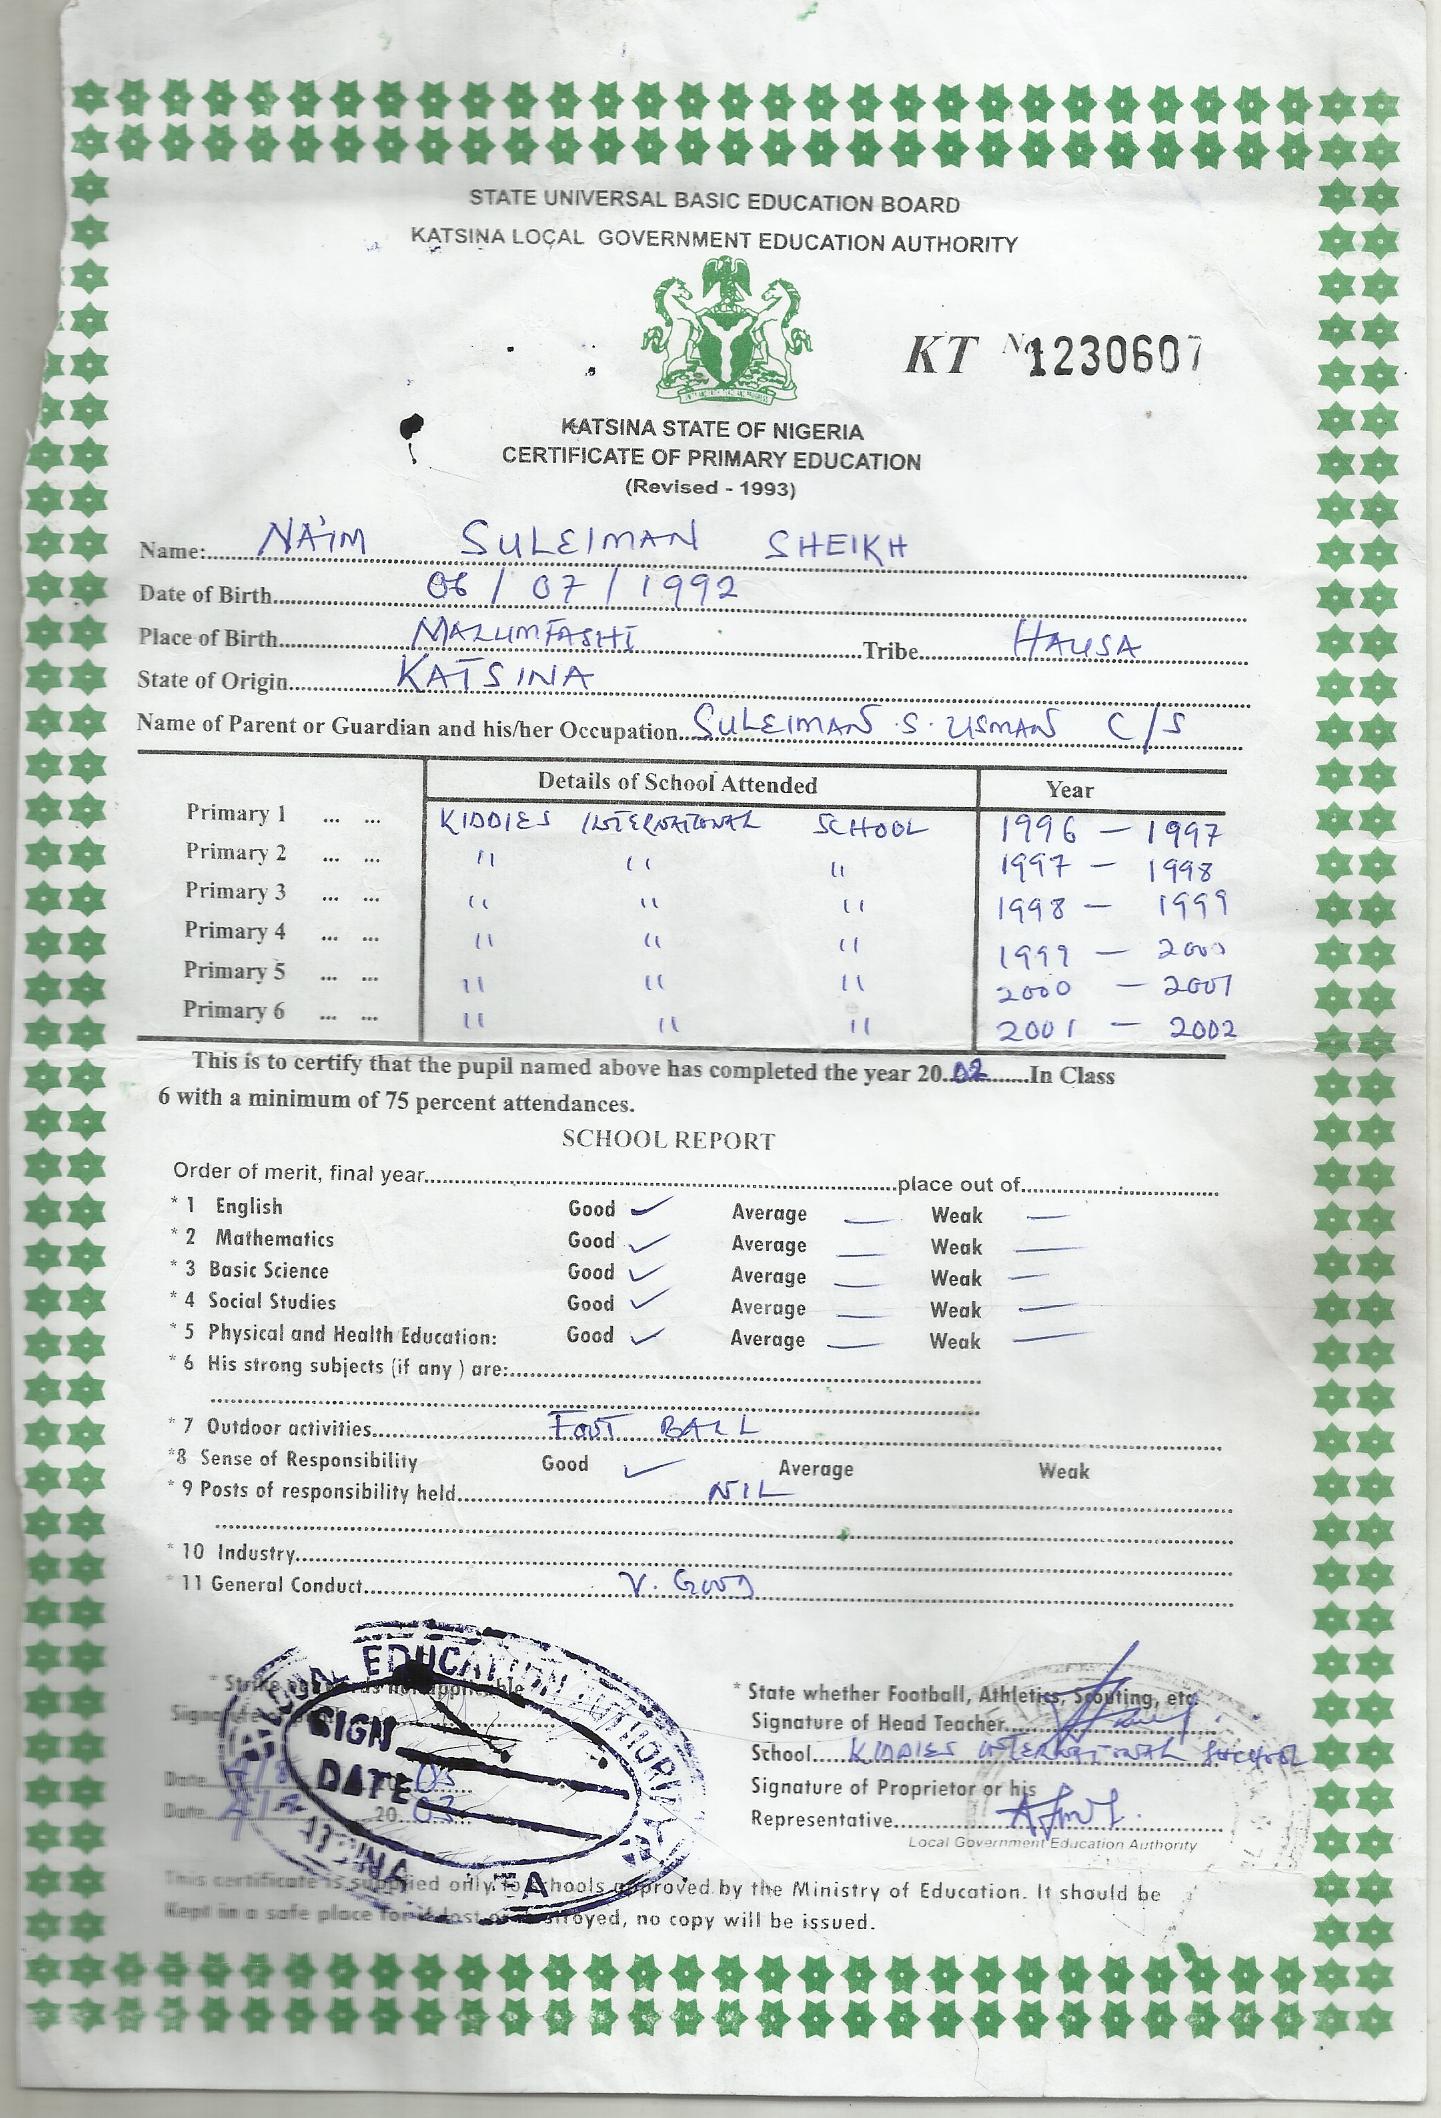 STATE UNIVERSAL BASIC EDUCATION BOARD
KATSINA LOCAL GOVERNMENT EDUCATION AUTHORITY
KT No 1230607
KATSINA STATE OF NIGERIA
CERTIFICATE OF PRIMARY EDUCATION
(Revised - 1993)
Name: NA'IM SULEIMAN SHEIKH
Date of Birth 06/07/1992
Place of Birth MALUMFASHI Tribe HAUSA
State of Origin KATSINA
Name of Parent or Guardian and his/her Occupation SULEIMAN .S. USMAN C/S
Details of School Attended Year
Primary 1 ... ... KIDDIES INTERNATIONAL SCHOOL 1996 – 1997
Primary 2 ... ... " " " 1997 – 1998
Primary 3 ... ... " " " 1998 – 1999
Primary 4 ... ... " " " 1999 – 2000
Primary 5 ... ... " " " 2000 – 2001
Primary 6 ... ... " " " 2001 – 2002
This is to certify that the pupil named above has completed the year 20 02 In Class
6 with a minimum of 75 percent attendances.
SCHOOL REPORT
Order of merit, final year place out of
* 1 English Good ✓ Average — Weak —
* 2 Mathematics Good ✓ Average — Weak —
* 3 Basic Science Good ✓ Average — Weak —
* 4 Social Studies Good ✓ Average — Weak —
* 5 Physical and Health Education: Good ✓ Average — Weak —
* 6 His strong subjects (if any ) are:
* 7 Outdoor activities FOOT BALL
*8 Sense of Responsibility Good ✓ Average Weak
* 9 Posts of responsibility held NIL
* 10 Industry
* 11 General Conduct V. Good
LOCAL EDUCATION AUTHORITY
SIGN
DATE
* State whether Football, Athletics, Scouting, etc
Signature of Head Teacher
School KIDDIES INTERNATIONAL SCHOOL
Signature of Proprietor or his
Representative
Local Government Education Authority
Date 20 03
Date 20 03
This certificate is supplied only to schools approved by the Ministry of Education. It should be
Kept in a safe place for if lost or destroyed, no copy will be issued.